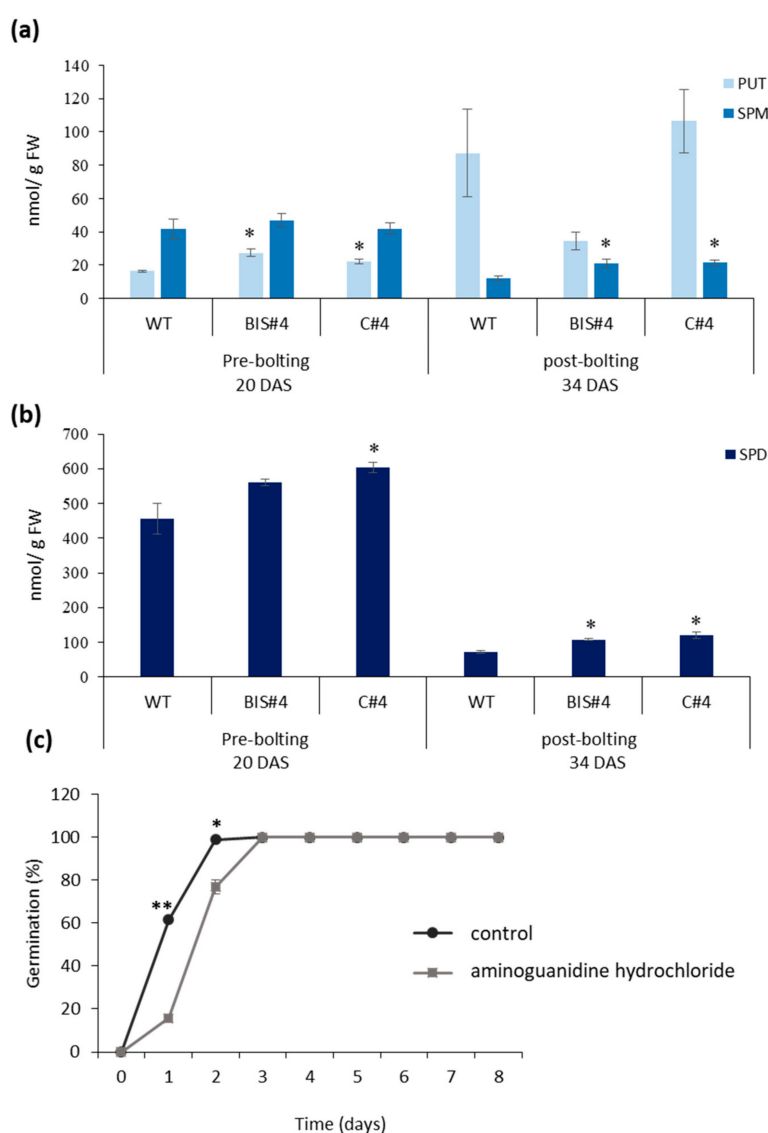 (a)
140
120
100
80
60
40
20
0
nmol/ g FW
PUT
SPM
* * * *
WT BIS#4 C#4 WT BIS#4 C#4
Pre-bolting post-bolting
20 DAS 34 DAS
(b)
700
600
500
400
300
200
100
0
nmol/ g FW
SPD
* * *
WT BIS#4 C#4 WT BIS#4 C#4
Pre-bolting post-bolting
20 DAS 34 DAS
(c)
120
100
80
60
40
20
0
Germination (%)
*
**
control
aminoguanidine hydrochloride
0 1 2 3 4 5 6 7 8
Time (days)